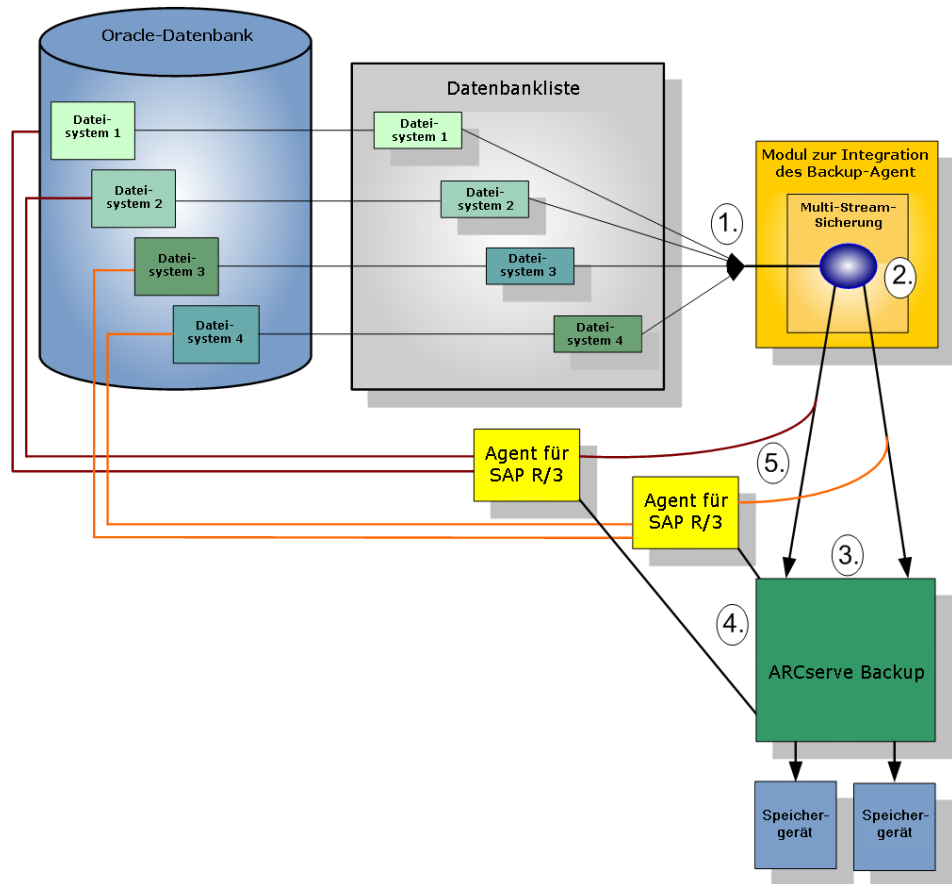 Oracle-Datenbank
Datei-
system 1
Datei-
system 2
Datei-
system 3
Datei-
system 4
Datenbankliste
Datei-
system 1
Datei-
system 2
Datei-
system 3
Datei-
system 4
1.
Modul zur Integration
des Backup-Agent
Multi-Stream-
Sicherung
2.
Agent für
SAP R/3
5.
Agent für
SAP R/3
3.
4.
ARCserve Backup
Speicher-
gerät
Speicher-
gerät